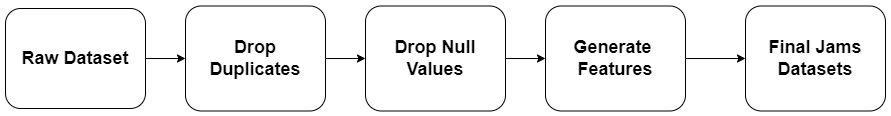 Raw Dataset
Drop
Duplicates
Drop Null
Values
Generate
Features
Final Jams
Datasets